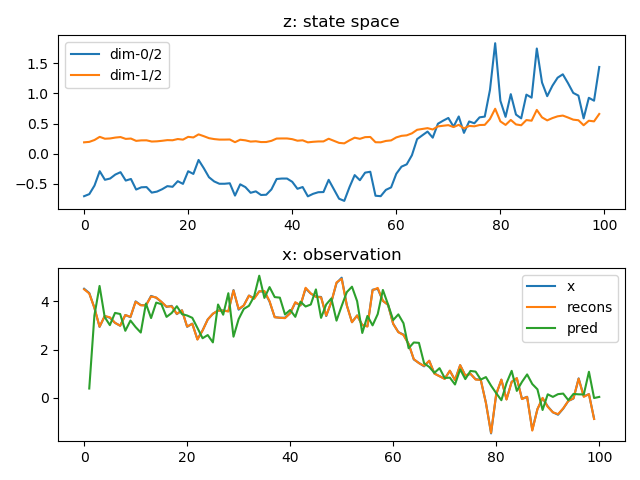 z: state space
dim-0/2
dim-1/2
1.5
1.0
0.5
0.0
−0.5
0 20 40 60 80 100
x: observation
x
recons
pred
4
2
0
0 20 40 60 80 100